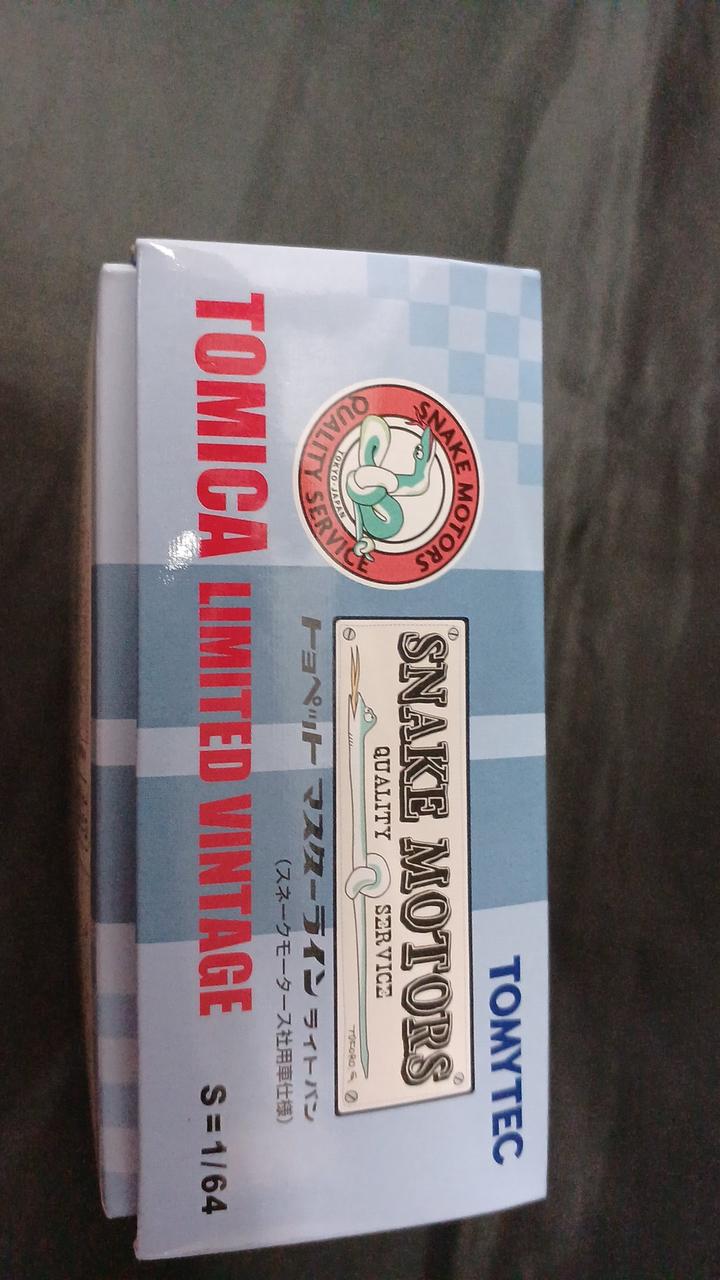 TOMYTEC
SNAKE MOTORS
QUALITY SERVICE
TOKYO-JAPAN
SNAKE MOTORS
QUALITY SERVICE
トヨペット マスターライン ライトバン
(スネークモータース社用車仕様)
TOMICA LIMITED VINTAGE S=1/64